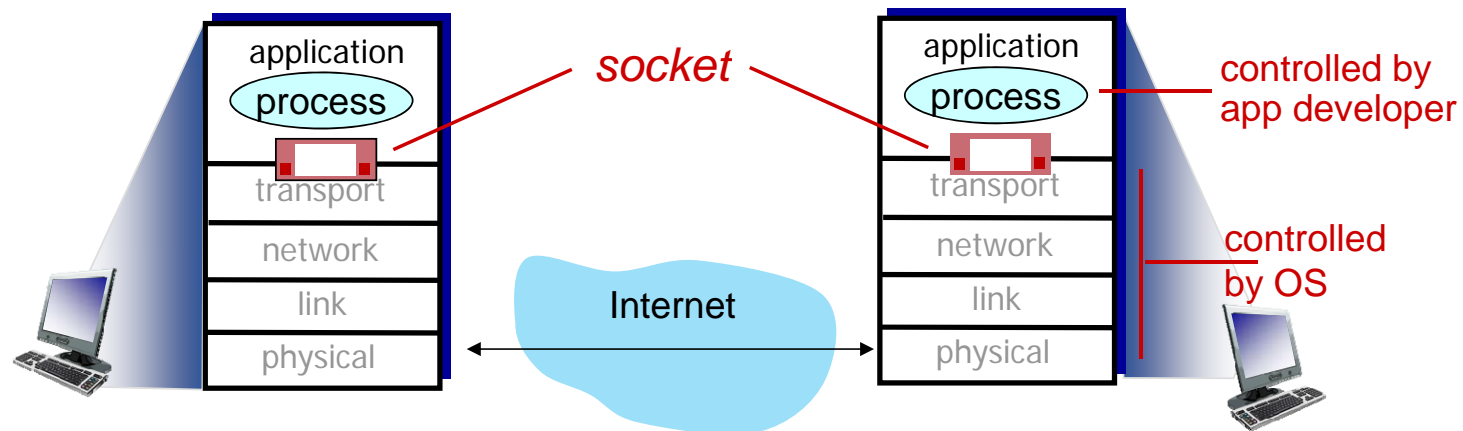 application
process
transport
network
link
physical
socket
Internet
application
process
transport
network
link
physical
controlled by
app developer
controlled
by OS